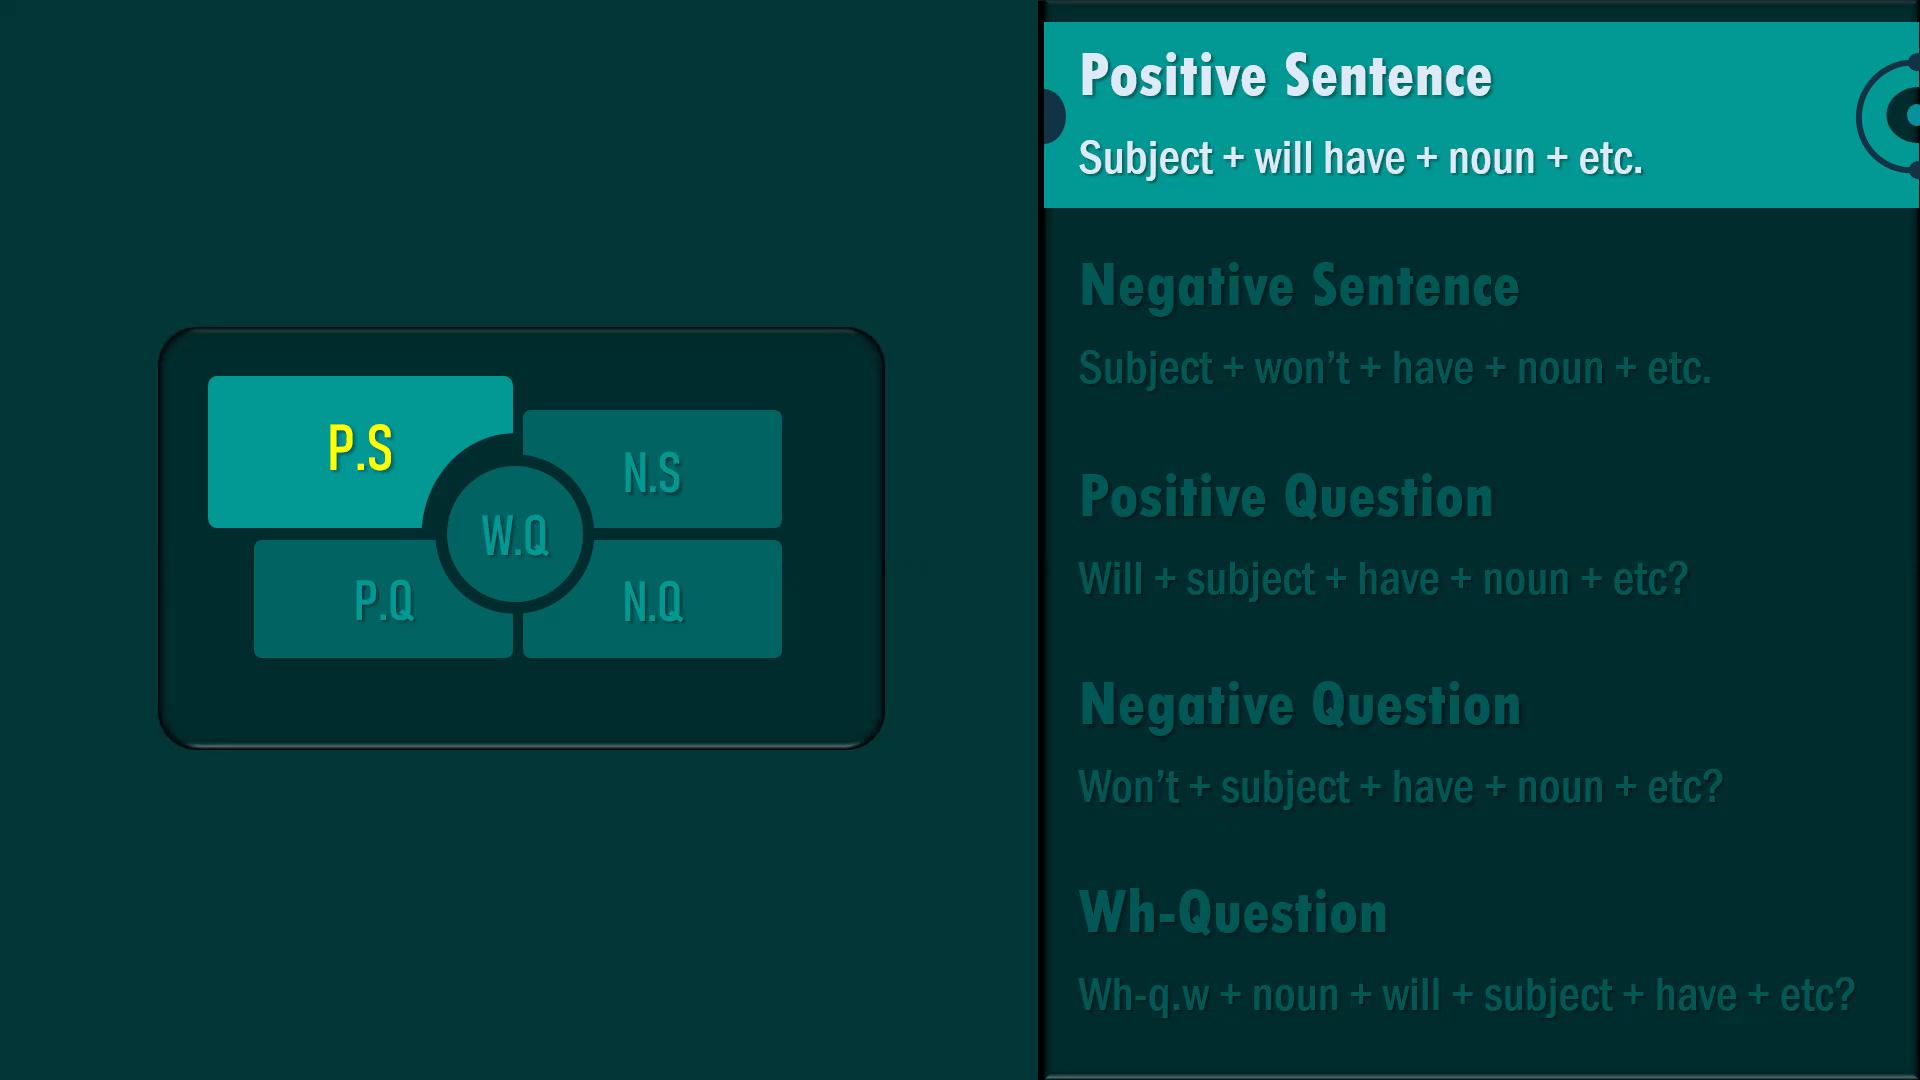 P.S
N.S
W.Q
P.Q
N.Q
Positive Sentence
Subject + will have + noun + etc.
Negative Sentence
Subject + won’t + have + noun + etc.
Positive Question
Will + subject + have + noun + etc?
Negative Question
Won’t + subject + have + noun + etc?
Wh-Question
Wh-q.w + noun + will + subject + have + etc?